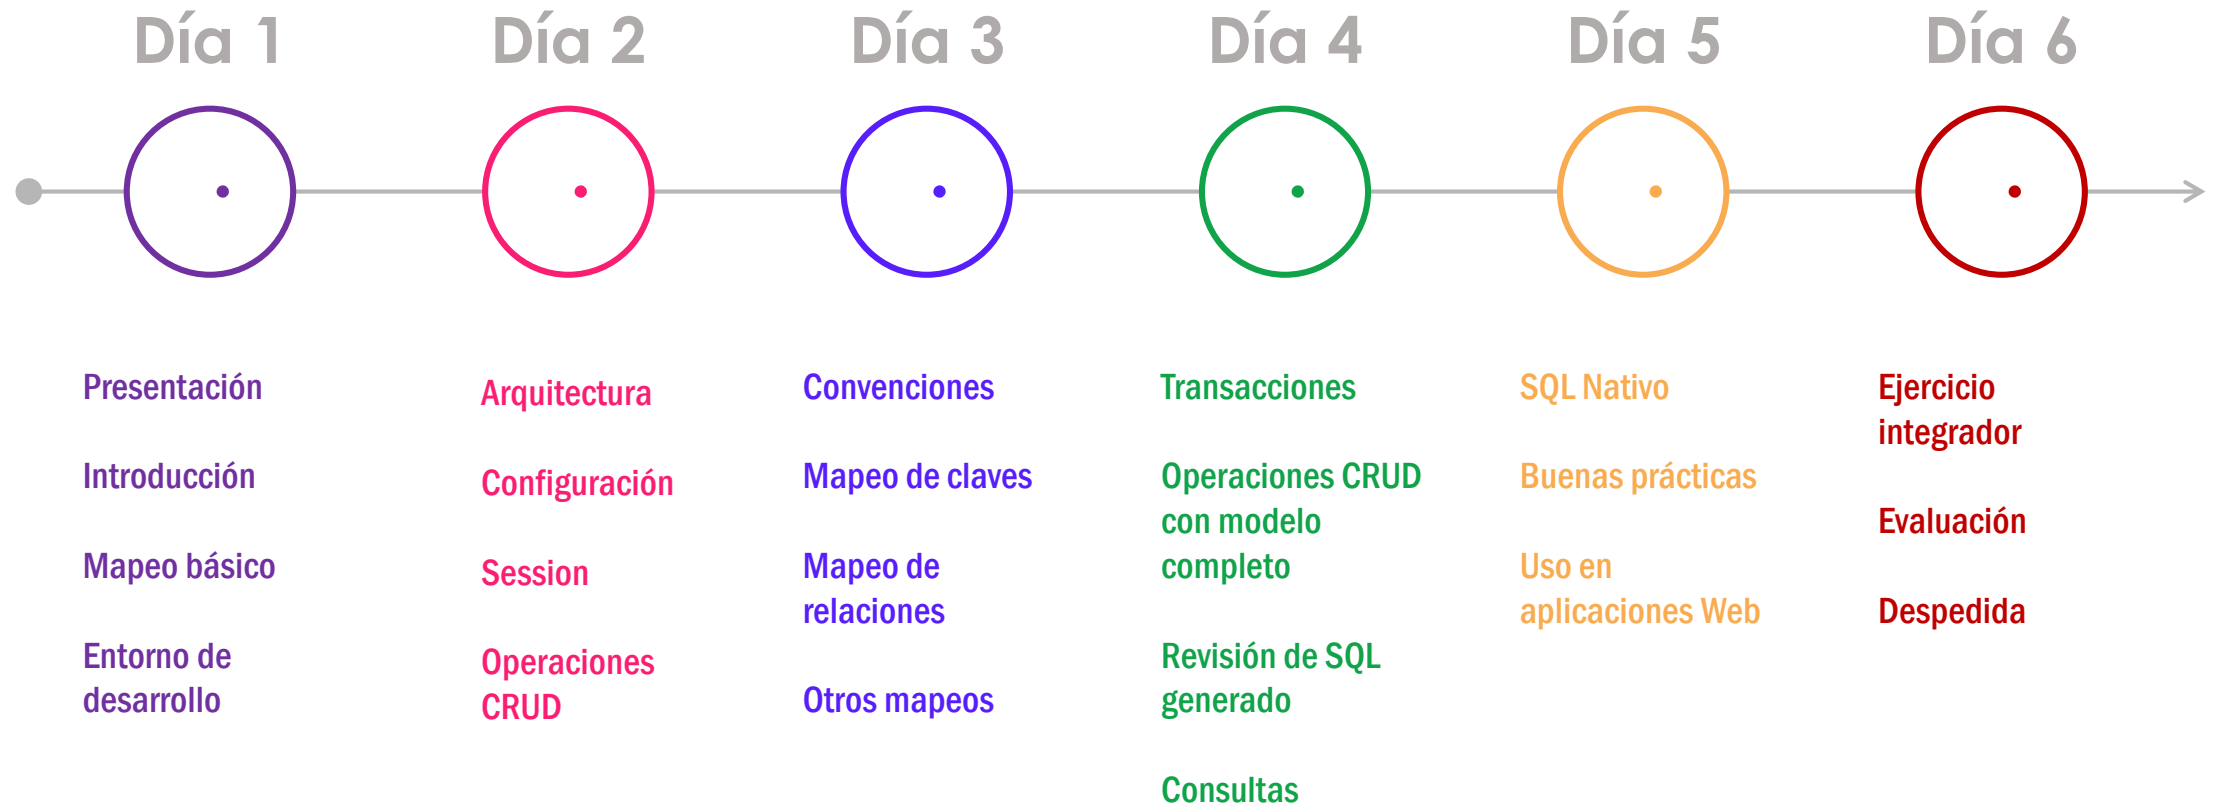 Día 1
Día 2
Día 3
Día 4
Día 5
Día 6
Presentación
Introducción
Mapeo básico
Entorno de
desarrollo
Arquitectura
Configuración
Session
Operaciones
CRUD
Convenciones
Mapeo de claves
Mapeo de
relaciones
Otros mapeos
Transacciones
Operaciones CRUD
con modelo
completo
Revisión de SQL
generado
Consultas
SQL Nativo
Buenas prácticas
Uso en
aplicaciones Web
Ejercicio
integrador
Evaluación
Despedida